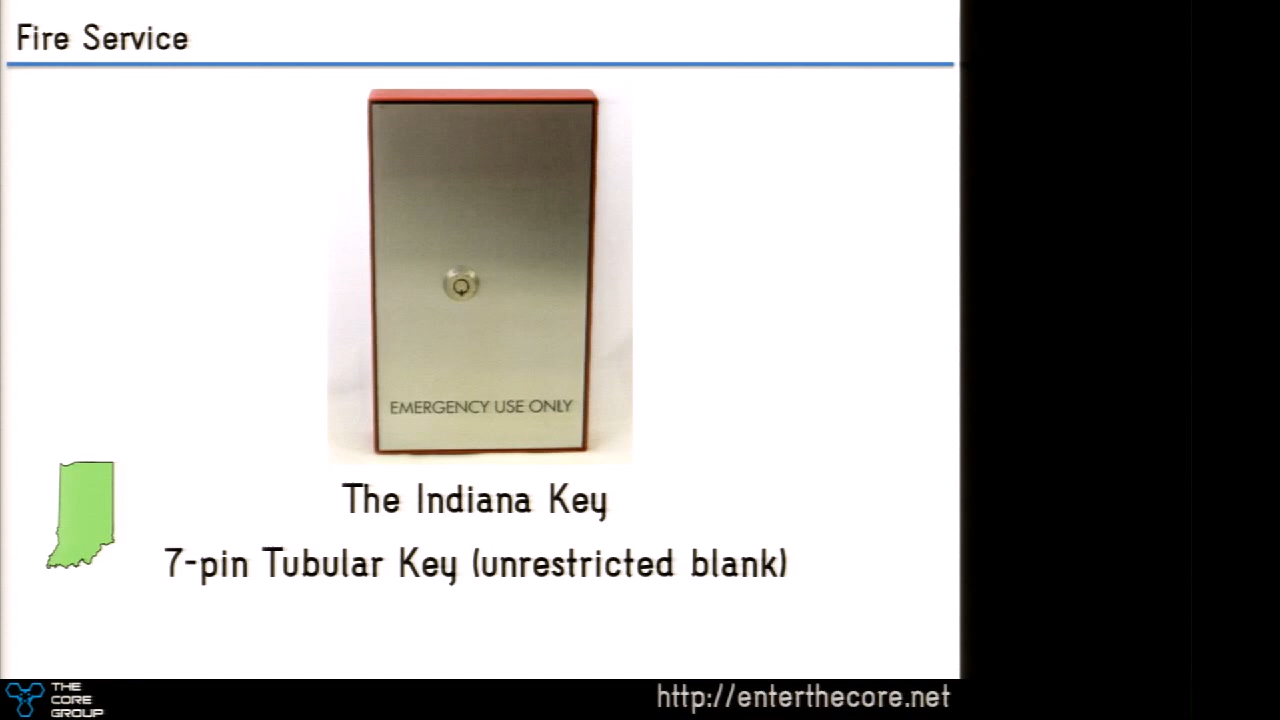 Fire Service
EMERGENCY USE ONLY
The Indiana Key
7-pin Tubular Key (unrestricted blank)
THE
CORE
GROUP
http://enterthecore.net